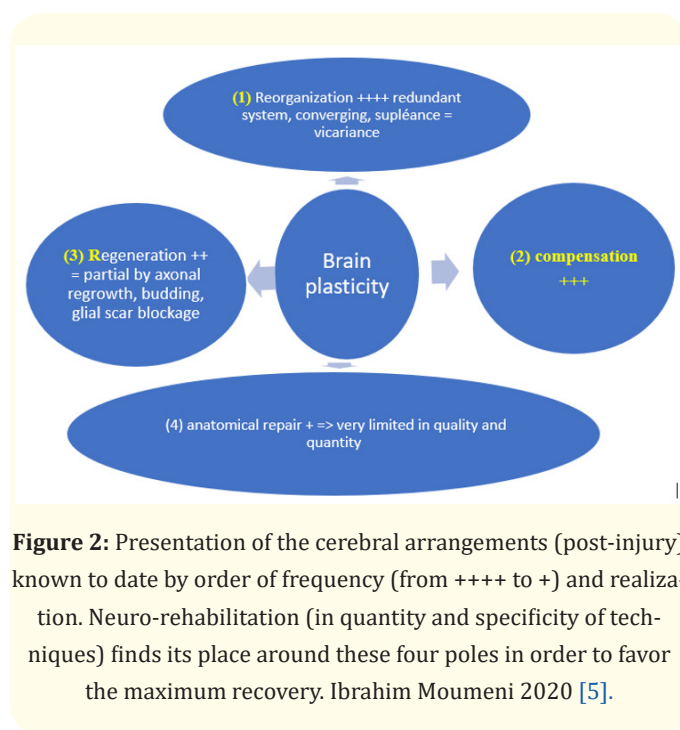 (1) Reorganization ++++ redundant
system, converging, supléance =
vicariance
(3) Regeneration ++
= partial by axonal
regrowth, budding,
glial scar blockage
Brain
plasticity
(2) compensation
+++
(4) anatomical repair + => very limited in quality and
quantity
Figure 2: Presentation of the cerebral arrangements (post-injury)
known to date by order of frequency (from ++++ to +) and realiza-
tion. Neuro-rehabilitation (in quantity and specificity of tech-
niques) finds its place around these four poles in order to favor
the maximum recovery. Ibrahim Moumeni 2020 [5].